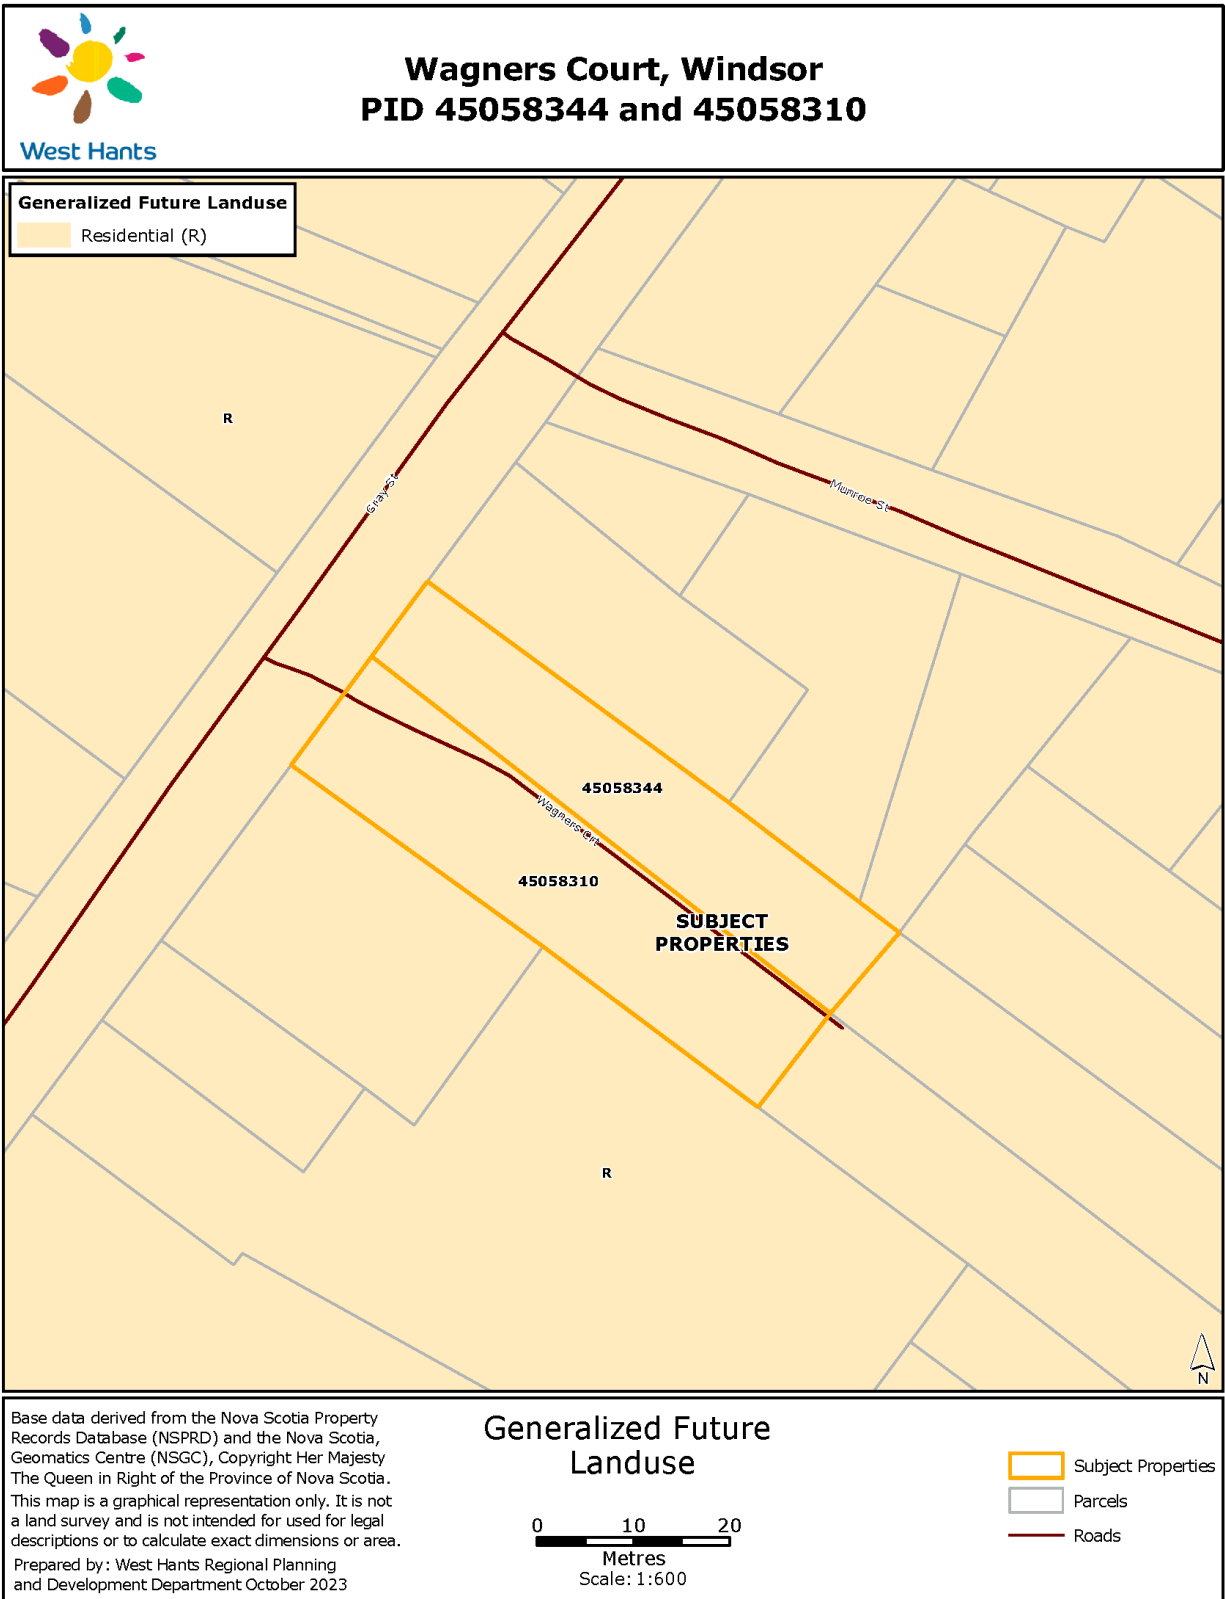 West Hants
Wagners Court, Windsor
PID 45058344 and 45058310
Generalized Future Landuse
Residential (R)
R
Gray St
Munroe St
45058344
Wagners Crt
45058310
SUBJECT
PROPERTIES
R
N
Base data derived from the Nova Scotia Property
Records Database (NSPRD) and the Nova Scotia,
Geomatics Centre (NSGC), Copyright Her Majesty
The Queen in Right of the Province of Nova Scotia.
This map is a graphical representation only. It is not
a land survey and is not intended for used for legal
descriptions or to calculate exact dimensions or area.
Prepared by: West Hants Regional Planning
and Development Department October 2023
Generalized Future
Landuse
0 10 20
Metres
Scale: 1:600
Subject Properties
Parcels
Roads